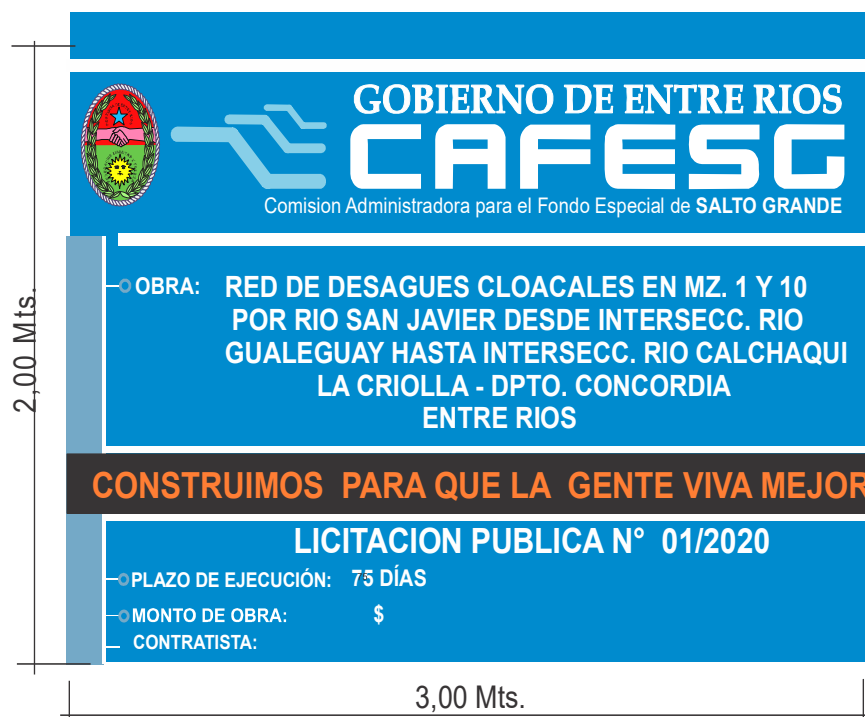 GOBIERNO DE ENTRE RIOS
CAFESG
Comision Administradora para el Fondo Especial de SALTO GRANDE
OBRA: RED DE DESAGUES CLOACALES EN MZ. 1 Y 10
POR RIO SAN JAVIER DESDE INTERSECC. RIO
GUALEGUAY HASTA INTERSECC. RIO CALCHAQUI
LA CRIOLLA - DPTO. CONCORDIA
ENTRE RIOS
2,00 Mts.
CONSTRUIMOS PARA QUE LA GENTE VIVA MEJOR
LICITACION PUBLICA N° 01/2020
PLAZO DE EJECUCIÓN: 75 DÍAS
MONTO DE OBRA: $
CONTRATISTA:
3,00 Mts.